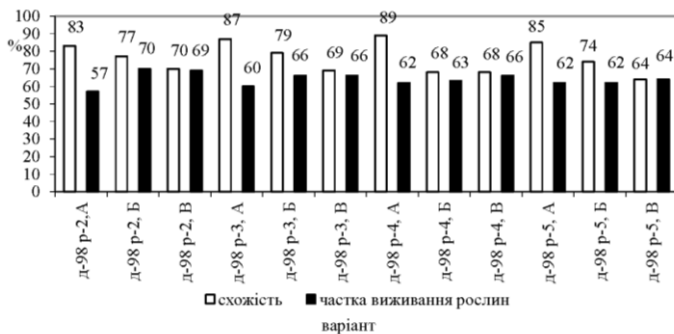 100
90
80
70
60
50
40
30
20
10
0
%
83
57
77
70
70
69
87
60
79
66
69
66
89
62
68
63
68
66
85
62
74
62
64
64
д-98 р-2,А
д-98 р-2, Б
д-98 р-2, В
д-98 р-3, А
д-98 р-3, Б
д-98 р-3, В
д-98 р-4, А
д-98 р-4, Б
д-98 р-4, В
д-98 р-5, А
д-98 р-5, Б
д-98 р-5, В
схожість
частка виживання рослин
варіант